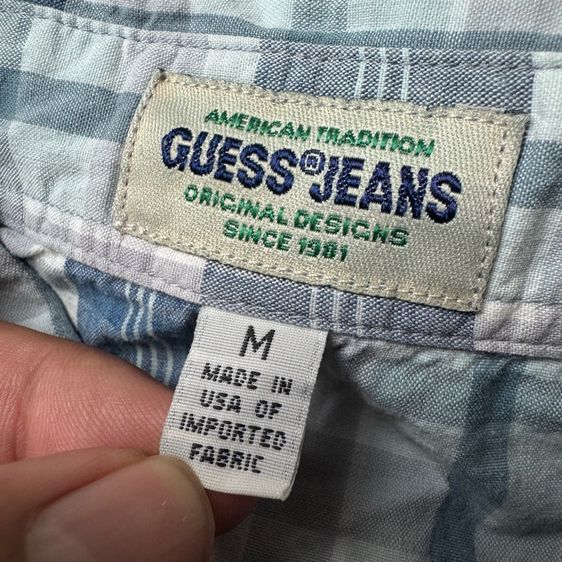 AMERICAN TRADITION
GUESS®JEANS
ORIGINAL DESIGNS
SINCE 1981
M
MADE IN
USA OF
IMPORTED
FABRIC